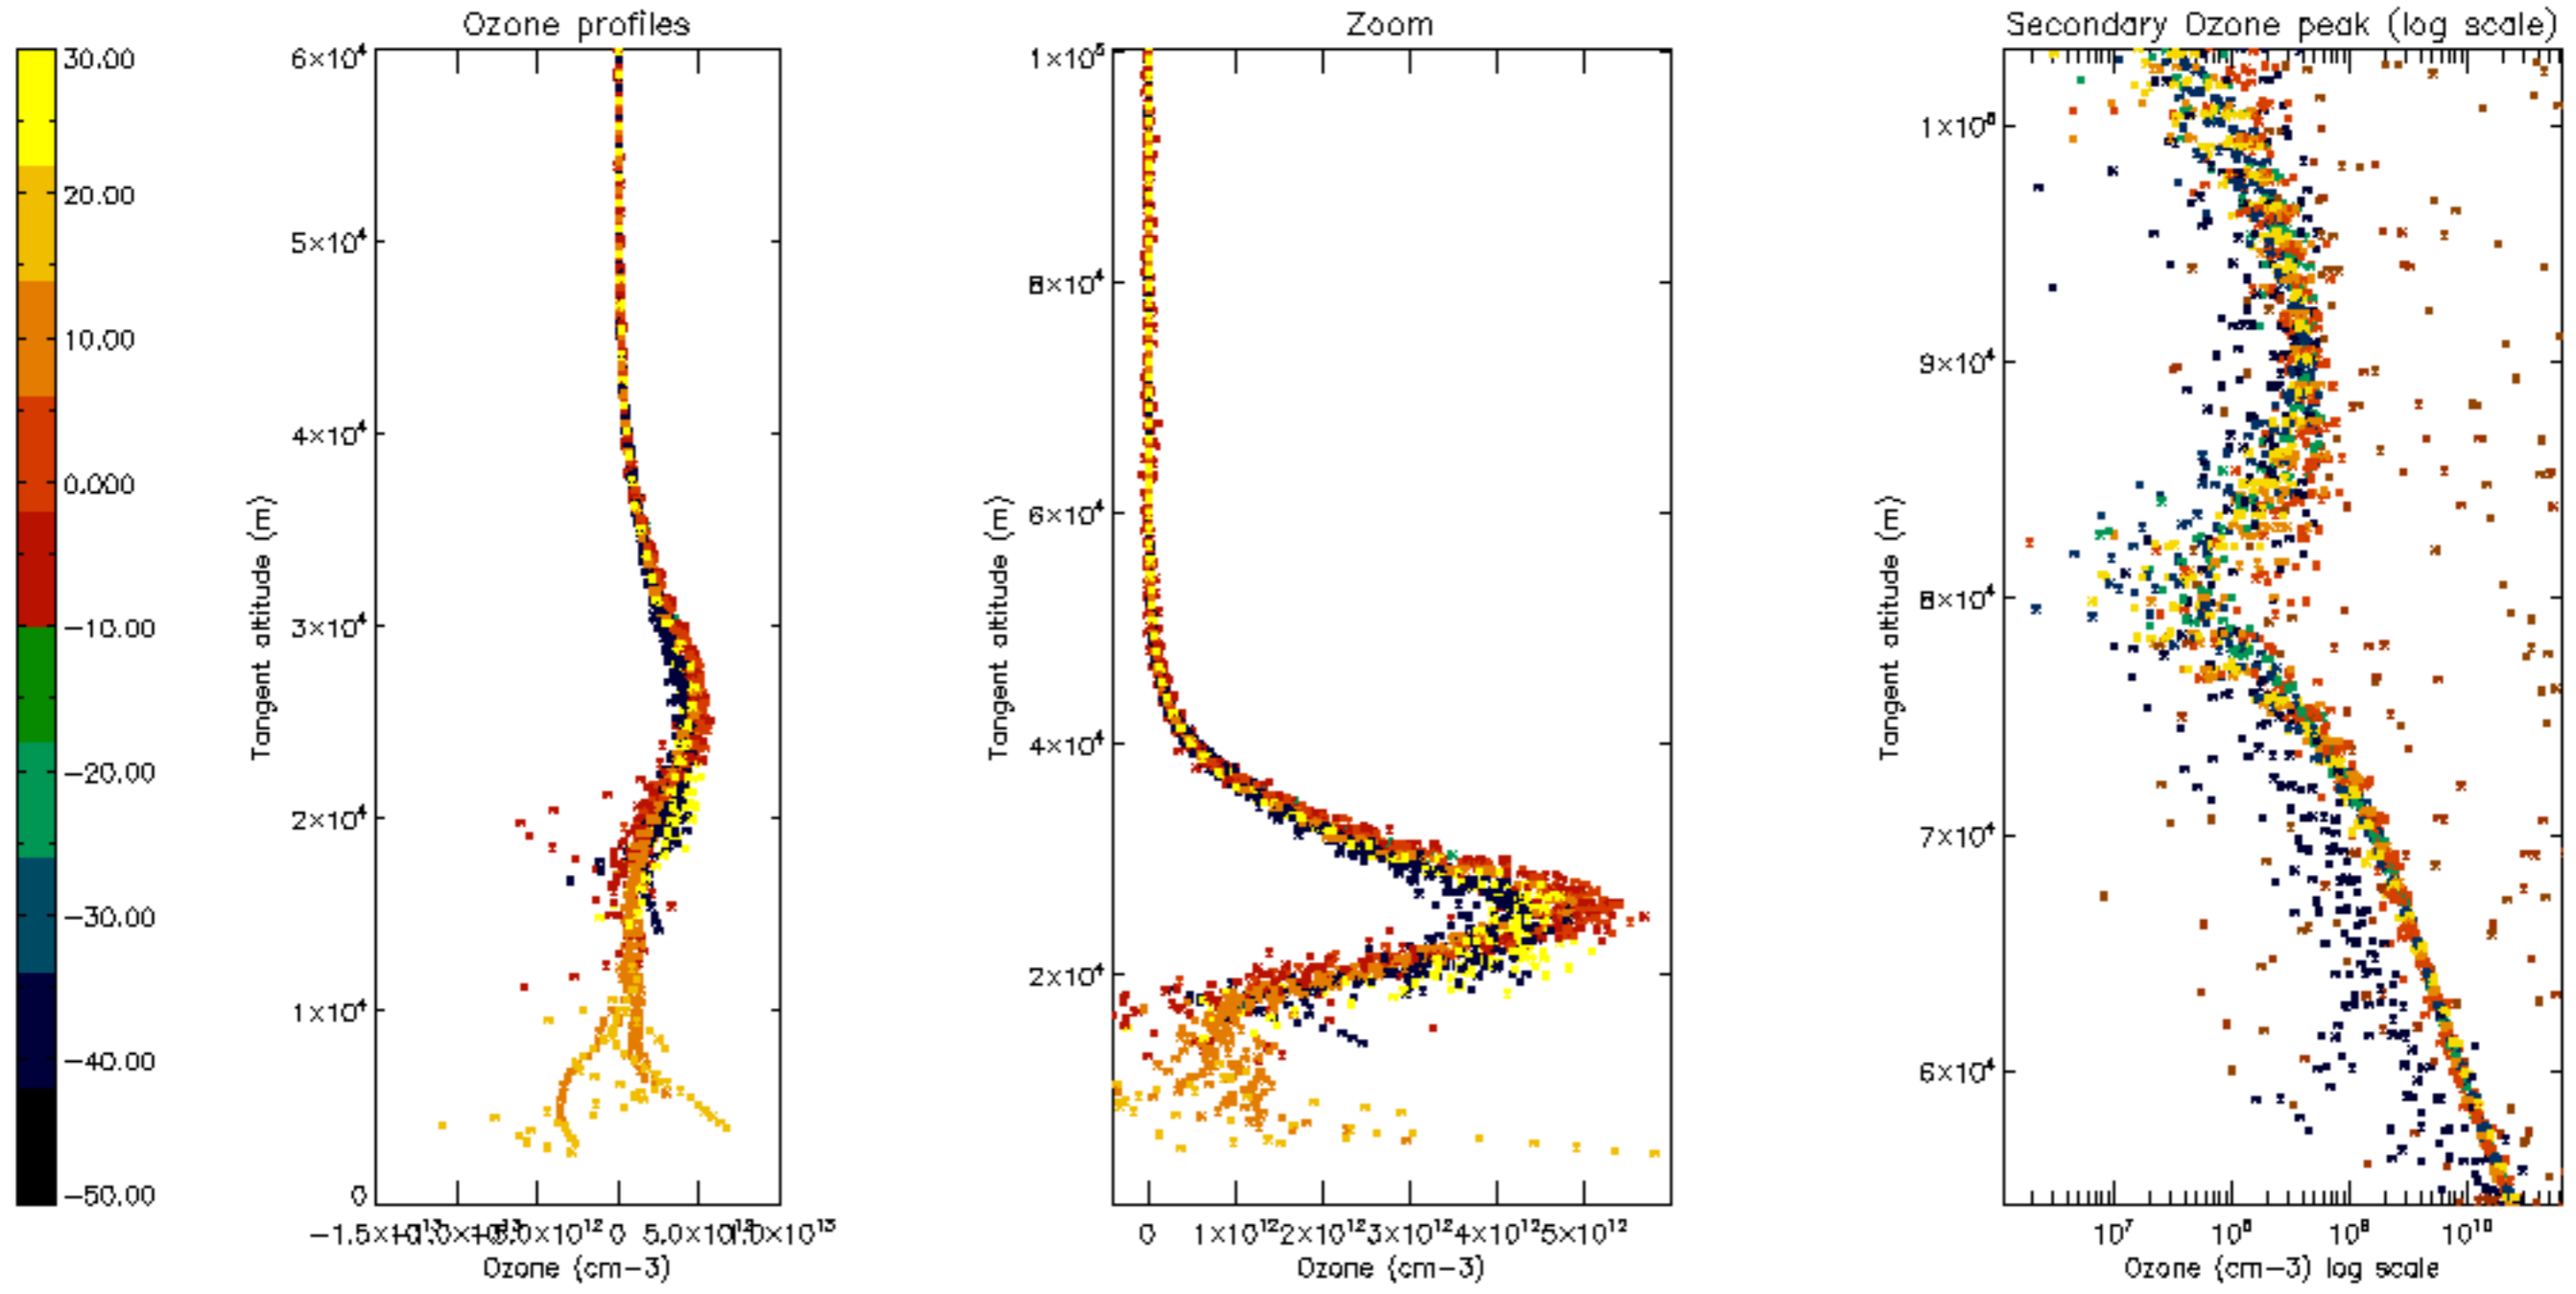 Ozone profiles
Zoom
Secondary Ozone peak (log scale)
30.00
20.00
10.00
0.000
−10.00
−20.00
−30.00
−40.00
−50.00
6×10⁴
5×10⁴
4×10⁴
3×10⁴
2×10⁴
1×10⁴
0
Tangent altitude (m)
0
Ozone (cm−3)
1×10⁵
8×10⁴
6×10⁴
4×10⁴
2×10⁴
Tangent altitude (m)
0 1×10¹² 2×10¹² 3×10¹² 4×10¹² 5×10¹²
Ozone (cm−3)
1×10⁵
9×10⁴
8×10⁴
7×10⁴
6×10⁴
Tangent altitude (m)
10⁷ 10⁸ 10⁹ 10¹⁰
Ozone (cm−3) log scale